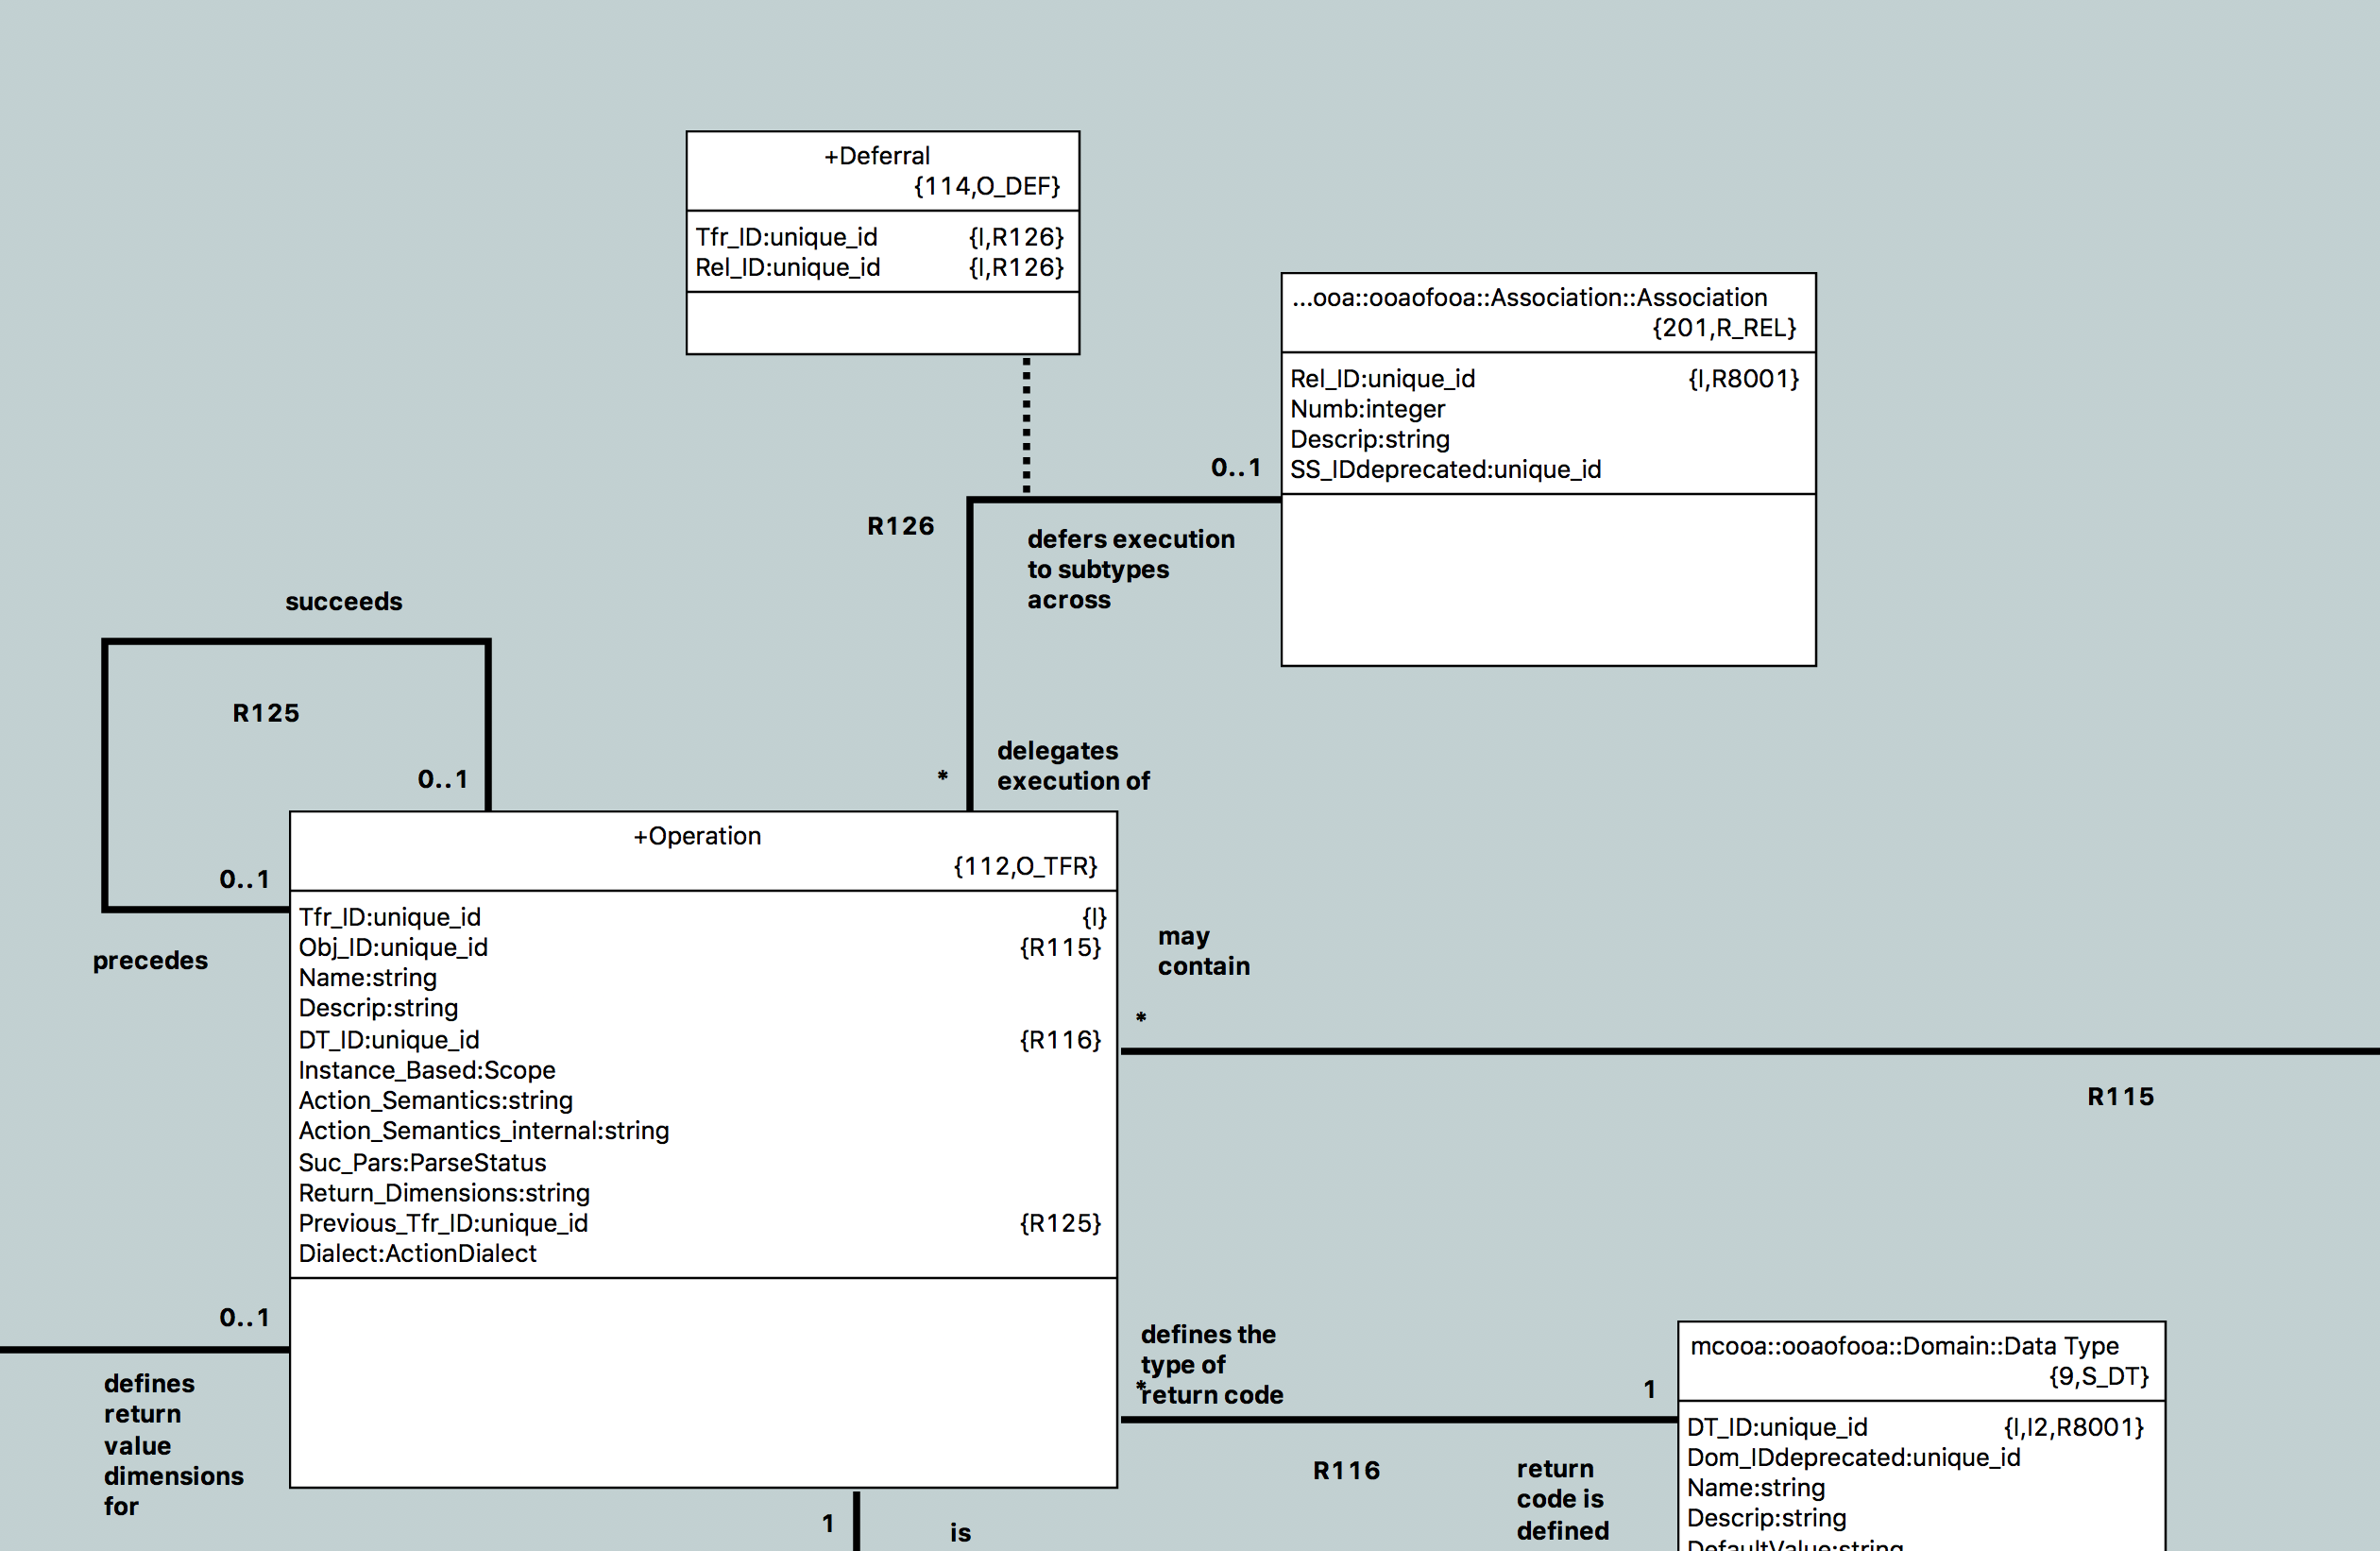 +Deferral
{114,O_DEF}
Tfr_ID:unique_id {I,R126}
Rel_ID:unique_id {I,R126}
...ooa::ooaofooa::Association::Association
{201,R_REL}
Rel_ID:unique_id {I,R8001}
Numb:integer
Descrip:string
SS_IDdeprecated:unique_id
0..1
R126
defers execution
to subtypes
across
succeeds
R125
0..1
*
delegates
execution of
0..1
precedes
+Operation
{112,O_TFR}
Tfr_ID:unique_id {I}
Obj_ID:unique_id {R115}
Name:string
Descrip:string
DT_ID:unique_id {R116}
Instance_Based:Scope
Action_Semantics:string
Action_Semantics_internal:string
Suc_Pars:ParseStatus
Return_Dimensions:string
Previous_Tfr_ID:unique_id {R125}
Dialect:ActionDialect
may
contain
*
R115
0..1
defines
return
value
dimensions
for
defines the
type of
*
return code
1
R116
return
code is
defined
mcooa::ooaofooa::Domain::Data Type
{9,S_DT}
DT_ID:unique_id {I,I2,R8001}
Dom_IDdeprecated:unique_id
Name:string
Descrip:string
DefaultValue:string
1
is